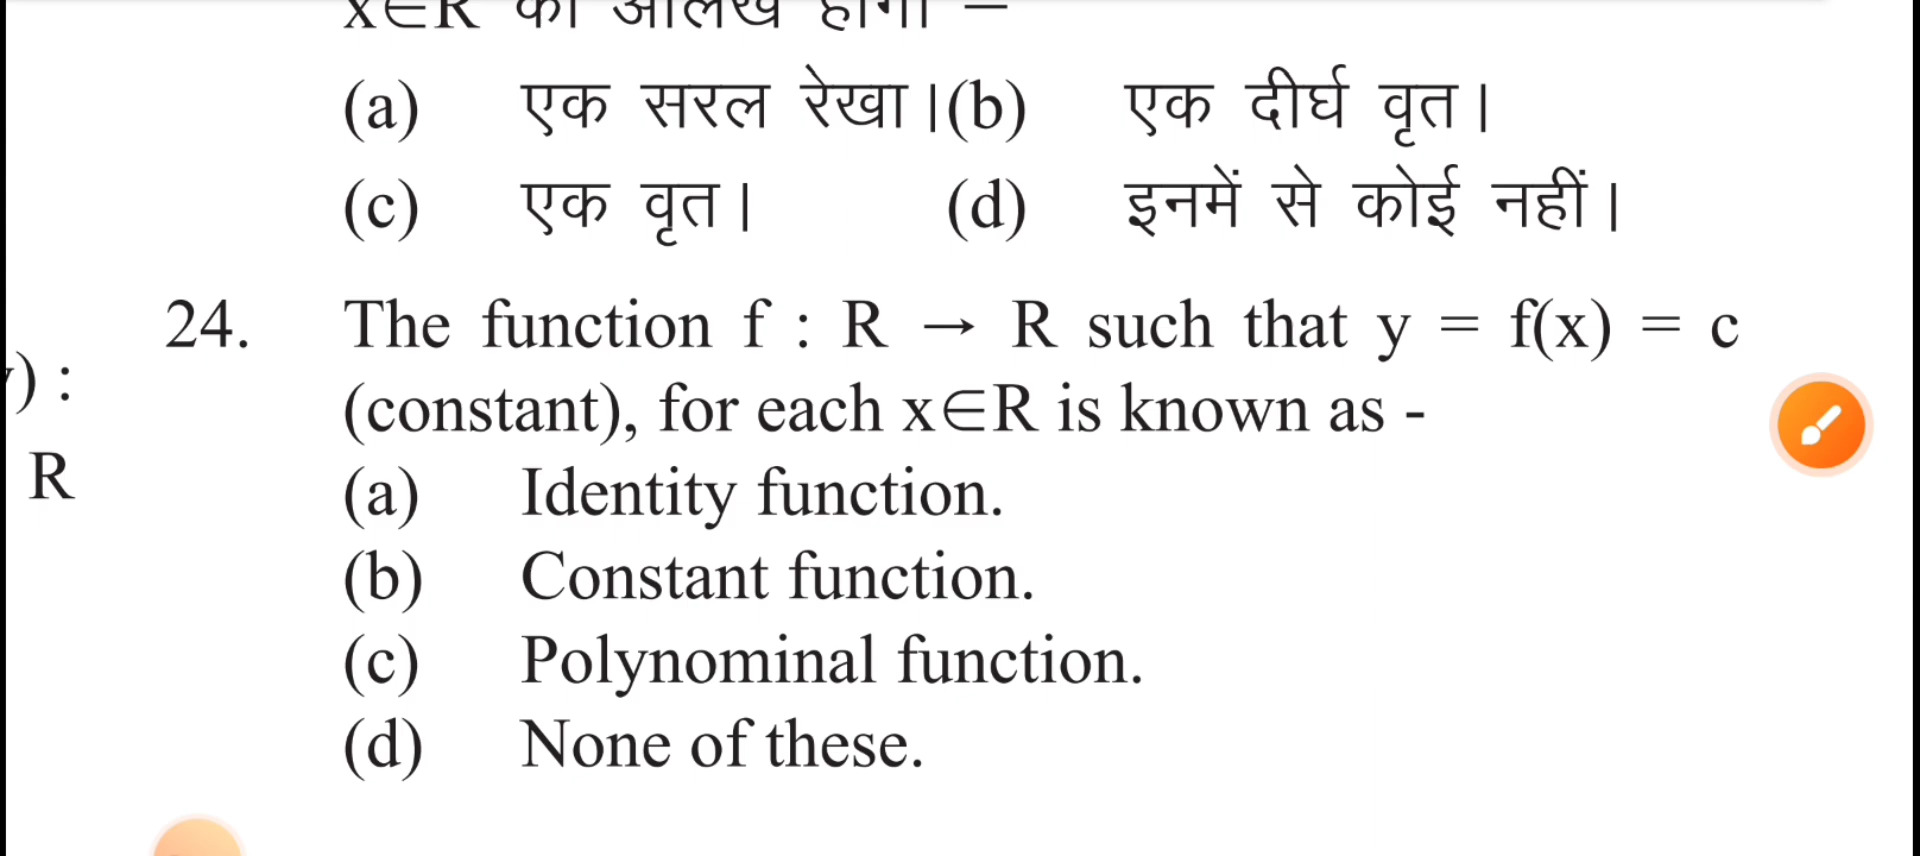 x∈R का आलेख होगा –
(a) एक सरल रेखा। (b) एक दीर्घ वृत।
(c) एक वृत। (d) इनमें से कोई नहीं।
24. The function f : R → R such that y = f(x) = c
) :
(constant), for each x∈R is known as -
R
(a) Identity function.
(b) Constant function.
(c) Polynominal function.
(d) None of these.